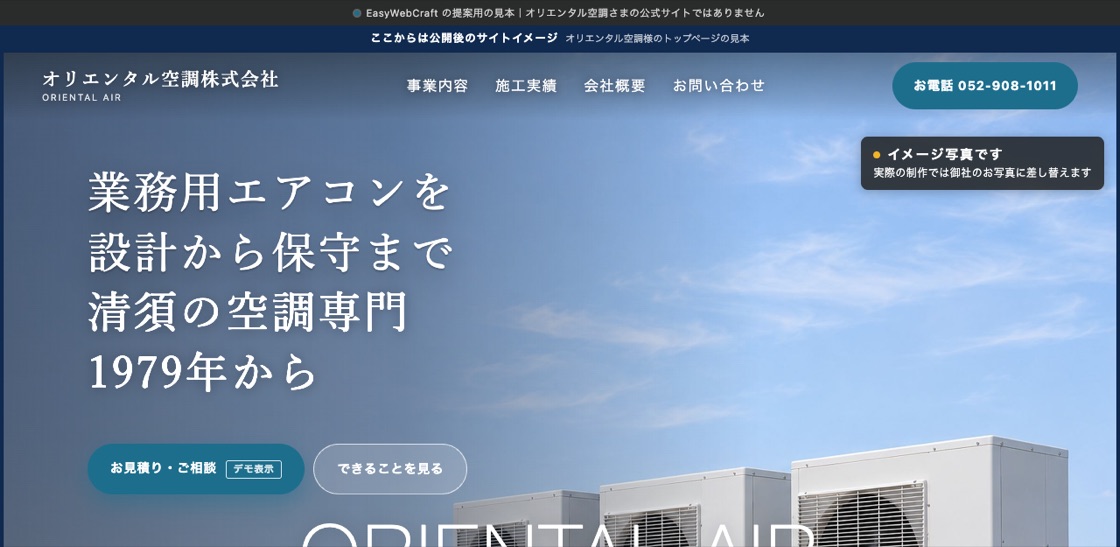 EasyWebCraft の提案用の見本｜オリエンタル空調さまの公式サイトではありません
ここからは公開後のサイトイメージ オリエンタル空調様のトップページの見本
オリエンタル空調株式会社
ORIENTAL AIR
事業内容 施工実績 会社概要 お問い合わせ
お電話 052-908-1011
イメージ写真です
実際の制作では御社のお写真に差し替えます
業務用エアコンを
設計から保守まで
清須の空調専門
1979年から
お見積り・ご相談 デモ表示
できることを見る
ORIENTAL AIR